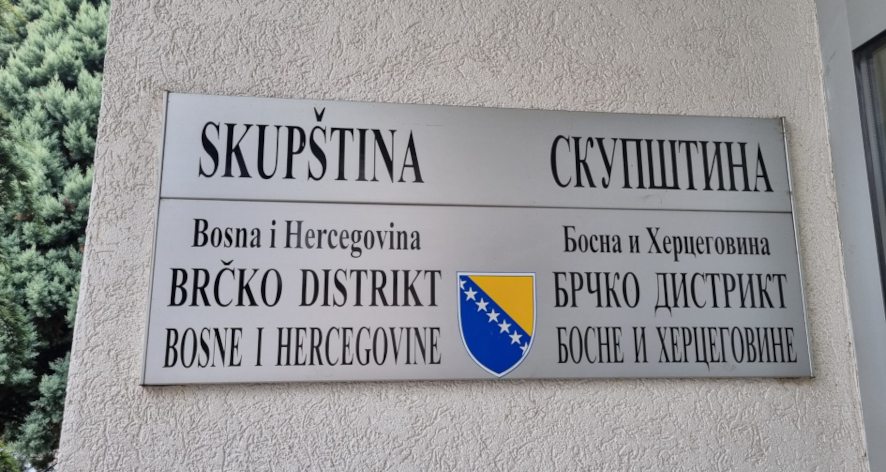 SKUPŠTINA
Bosna i Hercegovina
BRČKO DISTRIKT
BOSNE I HERCEGOVINE
СКУПШТИНА
Босна и Херцеговина
БРЧКО ДИСТРИКТ
БОСНЕ И ХЕРЦЕГОВИНЕ